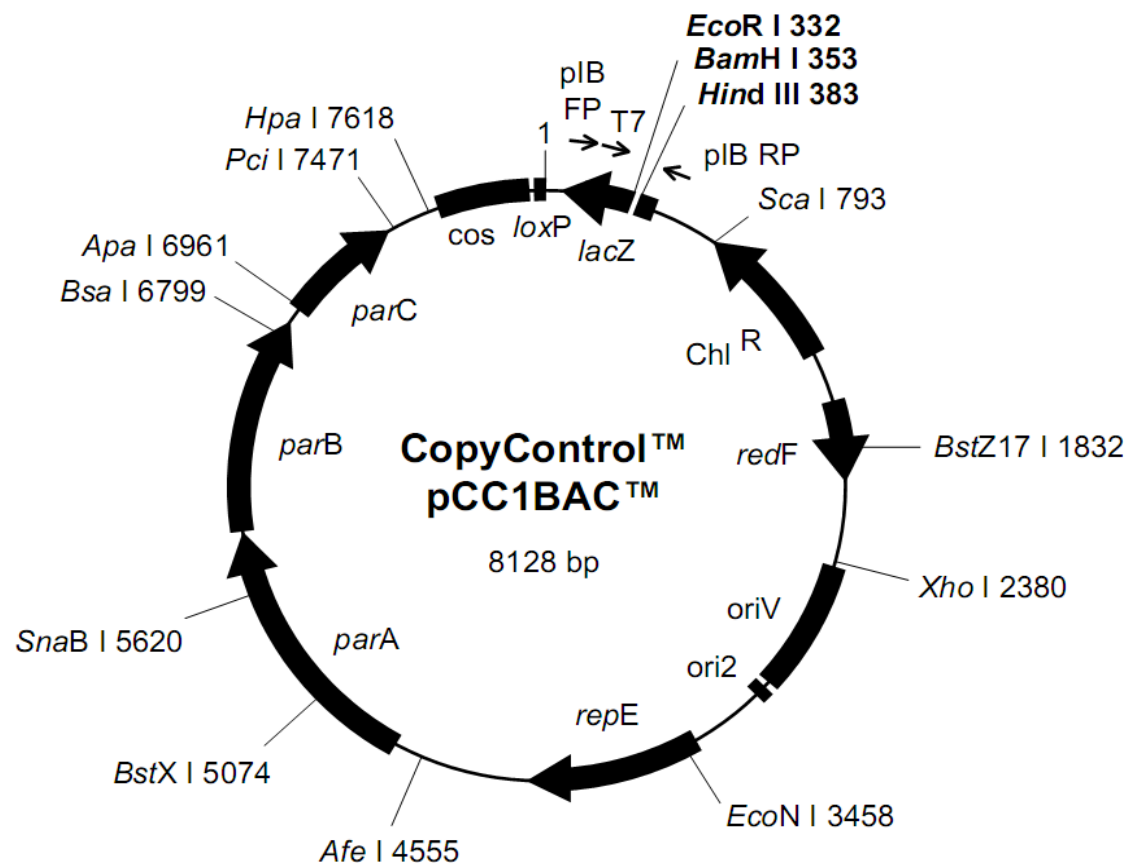 EcoR I 332
BamH I 353
Hind III 383
pIB
FP
T7
1
pIB RP
Hpa I 7618
Pci I 7471
Sca I 793
cos
loxP
lacZ
Apa I 6961
Bsa I 6799
parC
Chl R
parB
CopyControl™
pCC1BAC™
8128 bp
redF
BstZ17 I 1832
Xho I 2380
oriV
ori2
SnaB I 5620
parA
repE
BstX I 5074
EcoN I 3458
Afe I 4555